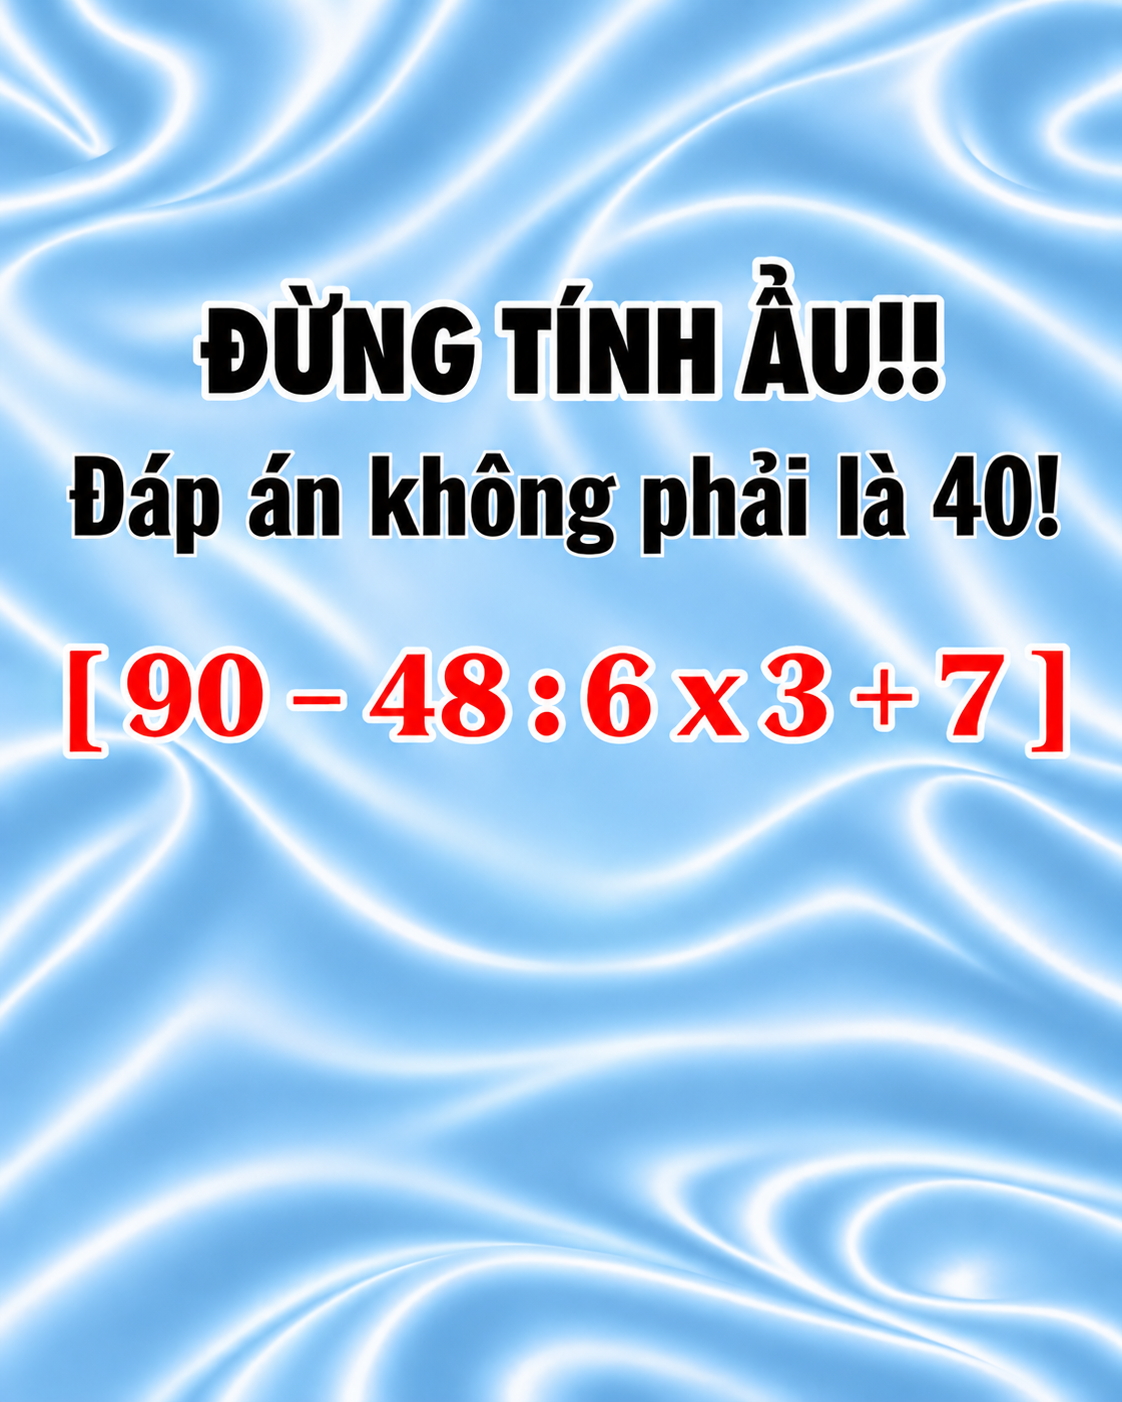 ĐỪNG TÍNH ẨU!!
Đáp án không phải là 40!
[ 90 – 48 : 6 x 3 + 7 ]